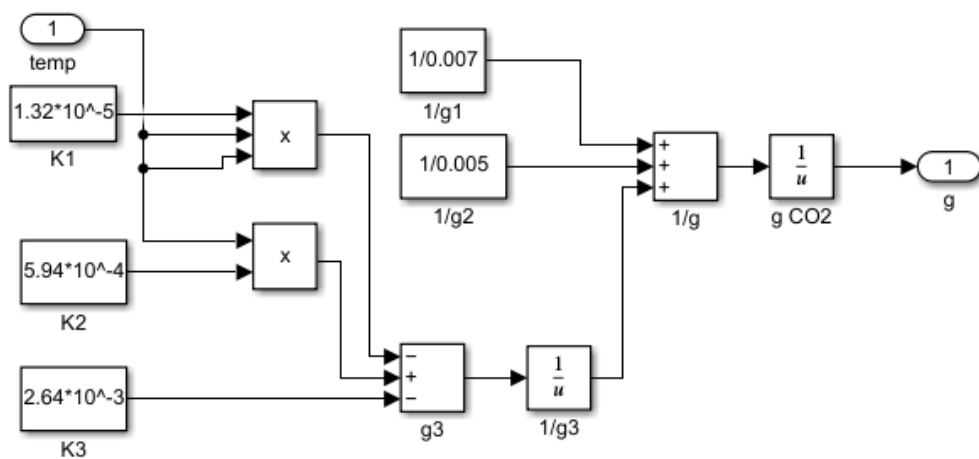 1
temp
1.32*10^-5
K1
x
1/0.007
1/g1
1/0.005
1/g2
+
+
+
1/g
1
u
g CO2
1
g
x
5.94*10^-4
K2
−
+
−
g3
1
u
1/g3
2.64*10^-3
K3